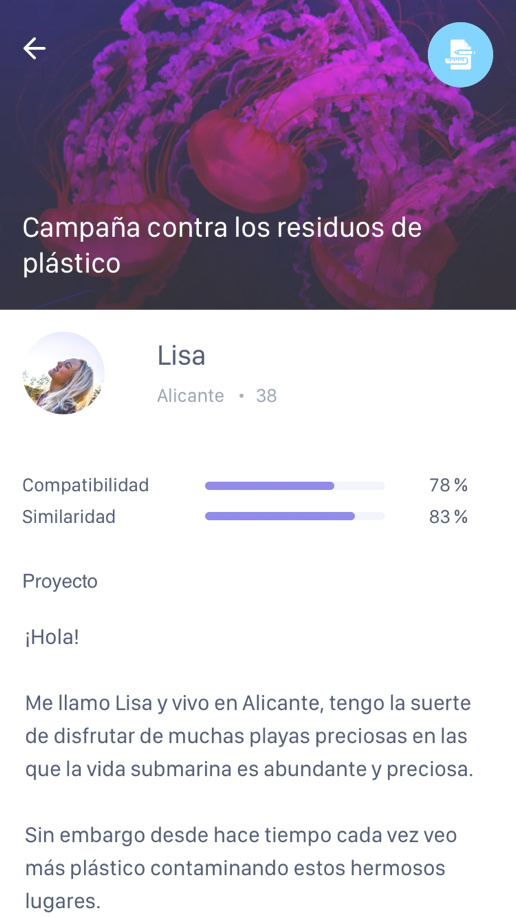 Campaña contra los residuos de
plástico
Lisa
Alicante • 38
Compatibilidad 78 %
Similaridad 83 %
Proyecto
¡Hola!
Me llamo Lisa y vivo en Alicante, tengo la suerte
de disfrutar de muchas playas preciosas en las
que la vida submarina es abundante y preciosa.
Sin embargo desde hace tiempo cada vez veo
más plástico contaminando estos hermosos
lugares.